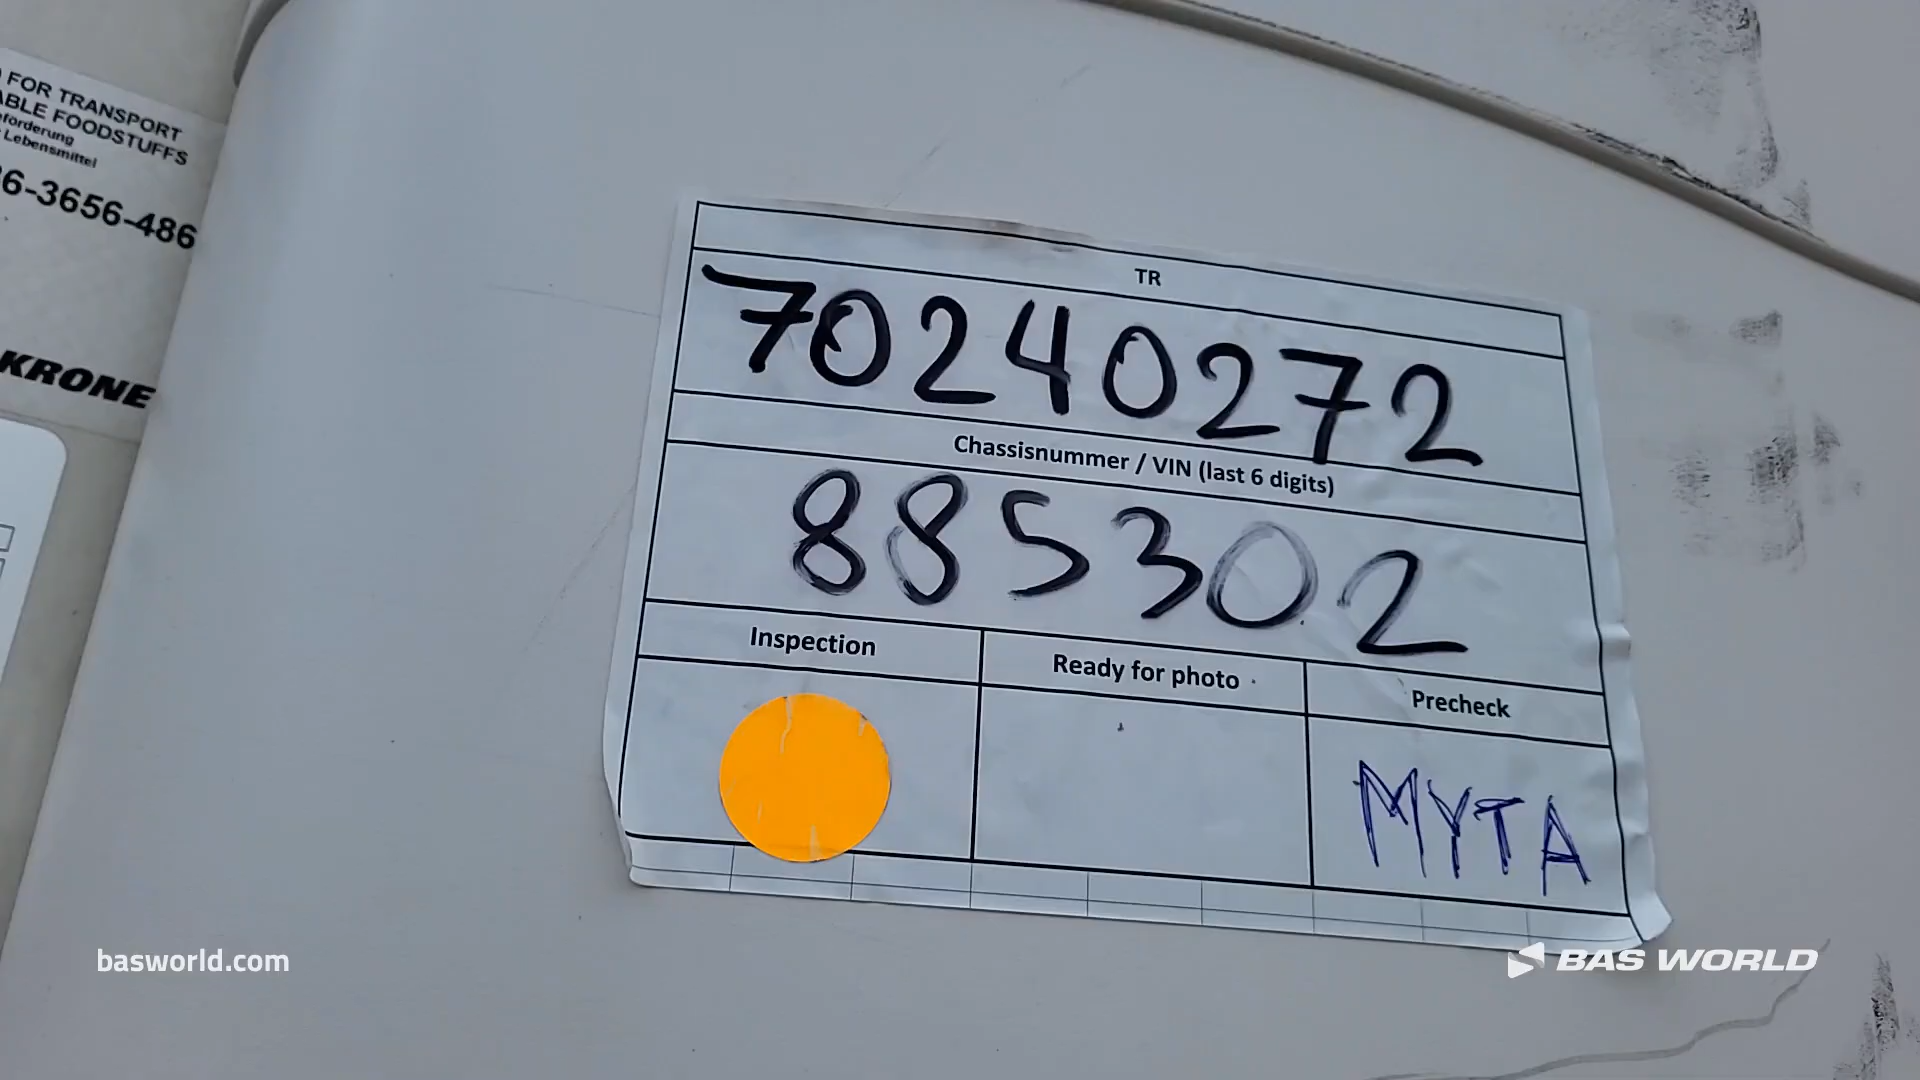 FOR TRANSPORT
ABLE FOODSTUFFS
eförderung
Lebensmittel
6-3656-486
KRONE
TR
70240272
Chassisnummer / VIN (last 6 digits)
885302
Inspection
Ready for photo
Precheck
MYTA
basworld.com
BAS WORLD